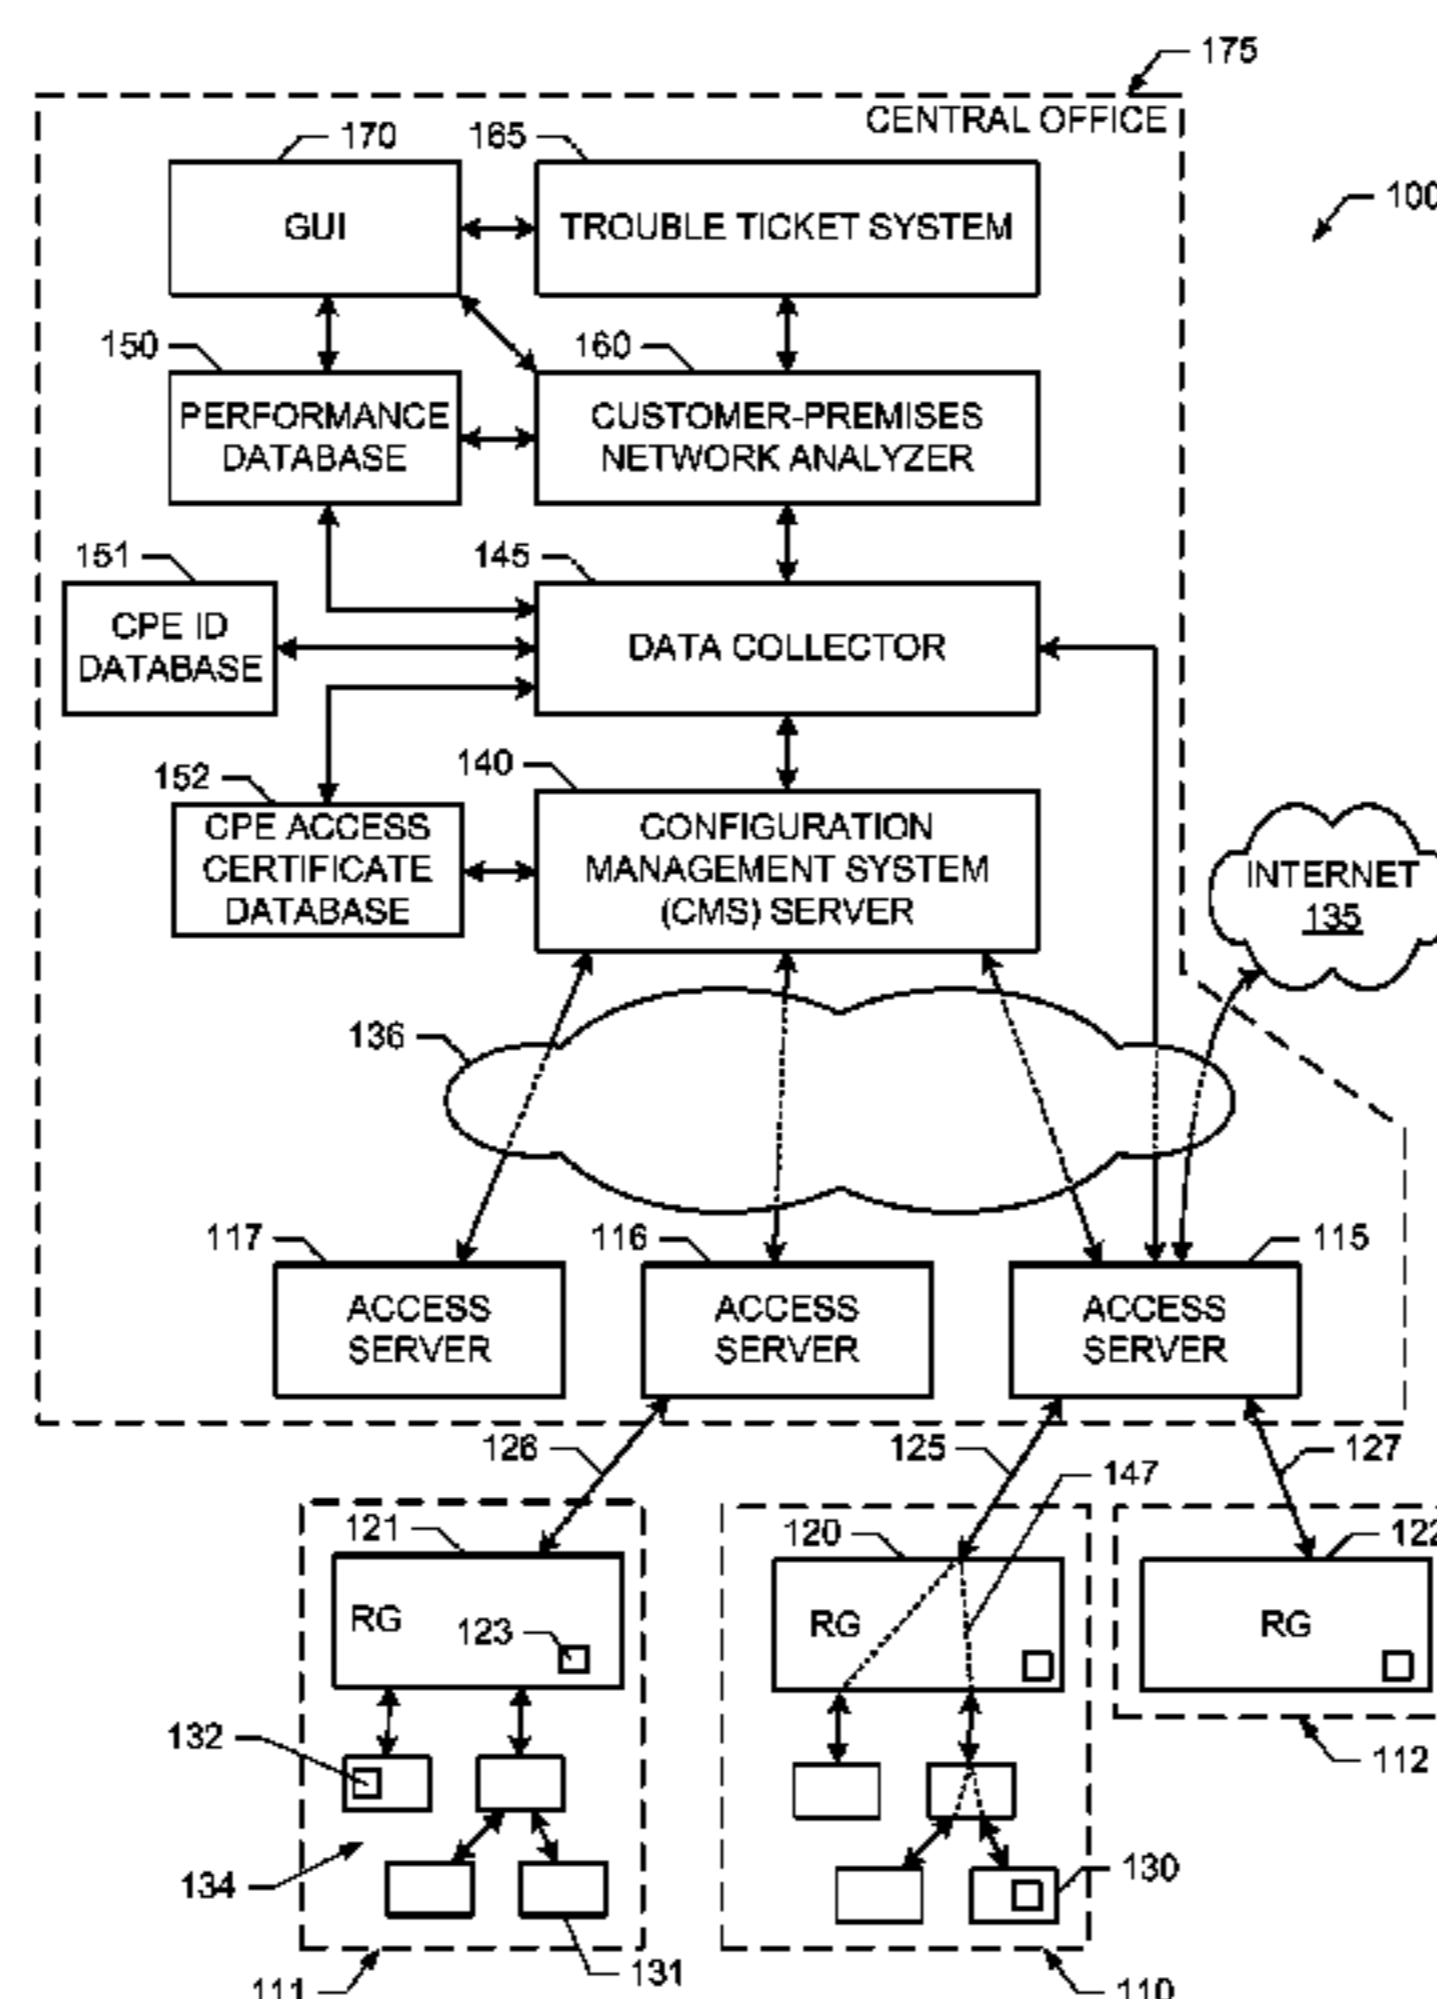 175
CENTRAL OFFICE
170
165
100
GUI
TROUBLE TICKET SYSTEM
150
160
PERFORMANCE
DATABASE
CUSTOMER-PREMISES
NETWORK ANALYZER
151
145
CPE ID
DATABASE
DATA COLLECTOR
152
140
CPE ACCESS
CERTIFICATE
DATABASE
CONFIGURATION
MANAGEMENT SYSTEM
(CMS) SERVER
INTERNET
135
136
117
116
115
ACCESS
SERVER
ACCESS
SERVER
ACCESS
SERVER
126
125
127
147
121
120
122
RG
123
RG
RG
132
112
134
130
131
111
110